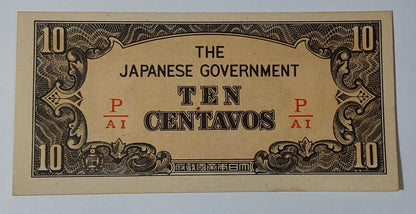 10 10
THE
JAPANESE GOVERNMENT
TEN
CENTAVOS
P P
AI AI
10 10